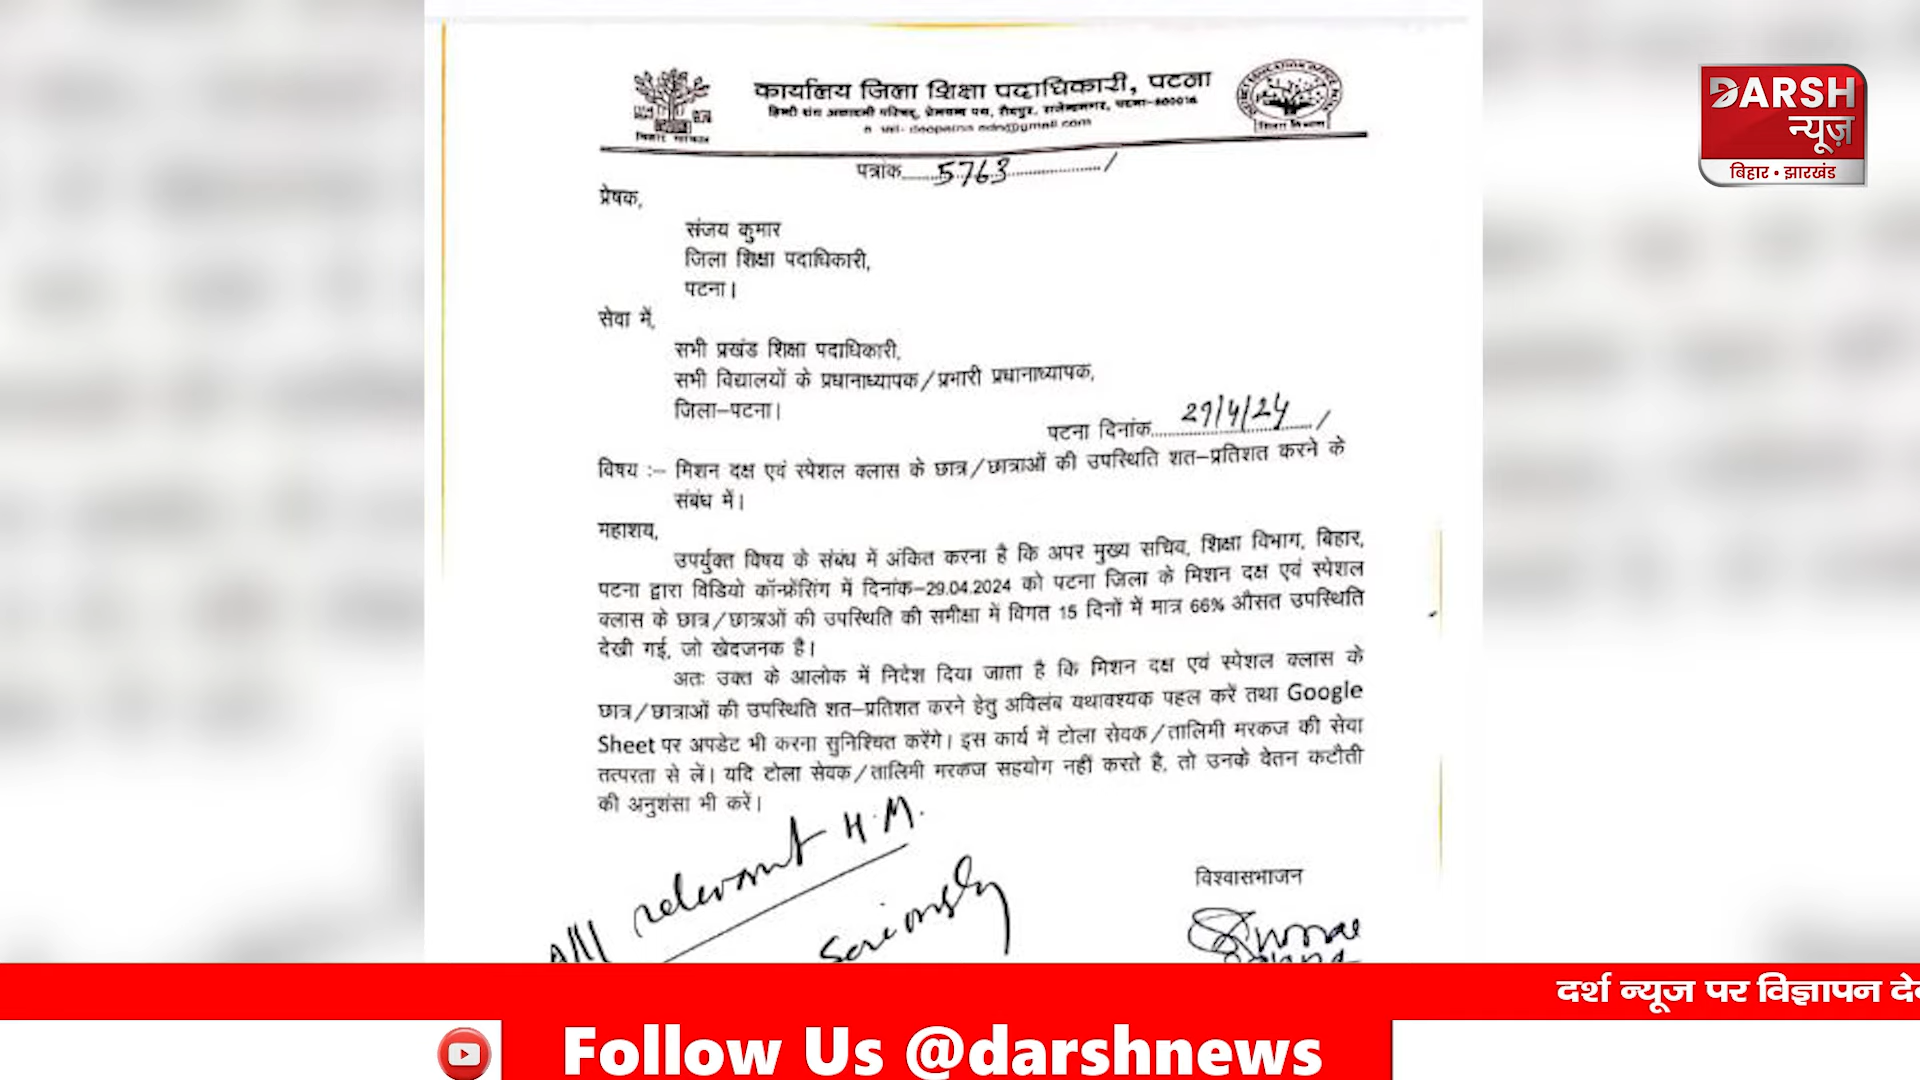 कार्यालय जिला शिक्षा पदाधिकारी, पटना
बिहार सरकार
पत्रांक 5763 /
प्रेषक,
संजय कुमार
जिला शिक्षा पदाधिकारी,
पटना।
सेवा में,
सभी प्रखंड शिक्षा पदाधिकारी,
सभी विद्यालयों के प्रधानाध्यापक/प्रभारी प्रधानाध्यापक,
जिला–पटना।
पटना दिनांक 29/4/24 /
विषय :– मिशन दक्ष एवं स्पेशल क्लास के छात्र/छात्राओं की उपस्थिति शत–प्रतिशत करने के
संबंध में।
महाशय,
उपर्युक्त विषय के संबंध में अंकित करना है कि अपर मुख्य सचिव, शिक्षा विभाग, बिहार,
पटना द्वारा विडियो कॉन्फ्रेंसिंग में दिनांक–29.04.2024 को पटना जिला के मिशन दक्ष एवं स्पेशल
क्लास के छात्र/छात्राओं की उपस्थिति की समीक्षा में विगत 15 दिनों में मात्र 66% औसत उपस्थिति
देखी गई, जो खेदजनक है।
अतः उक्त के आलोक में निदेश दिया जाता है कि मिशन दक्ष एवं स्पेशल क्लास के
छात्र/छात्राओं की उपस्थिति शत–प्रतिशत करने हेतु अविलंब यथावश्यक पहल करें तथा Google
Sheet पर अपडेट भी करना सुनिश्चित करेंगे। इस कार्य में टोला सेवक/तालिमी मरकज की सेवा
तत्परता से लें। यदि टोला सेवक/तालिमी मरकज सहयोग नहीं करते है, तो उनके वेतन कटौती
की अनुशंसा भी करें।
All relevant H.M.
Seriously
विश्वासभाजन
DARSH
न्यूज़
बिहार • झारखंड
दर्श न्यूज पर विज्ञापन
Follow Us @darshnews